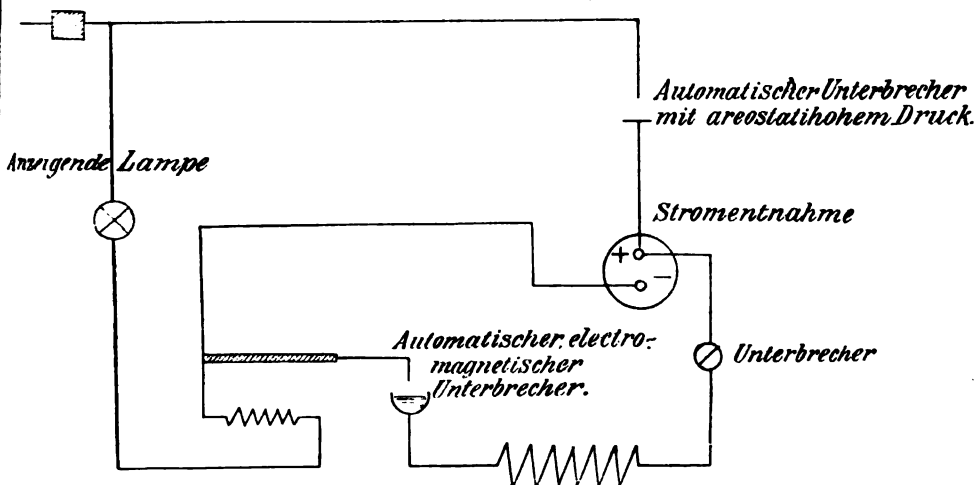 Automatischer Unterbrecher
mit areostatihohem Druck.
Anzeigende Lampe
Stromentnahme
+
−
Automatischer electro-
magnetischer
Unterbrecher.
Unterbrecher